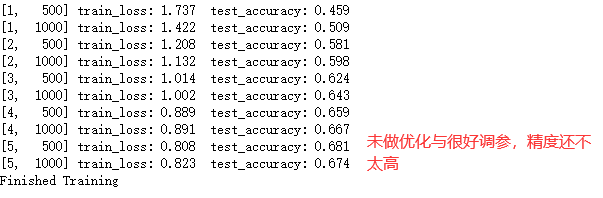 [1,   500] train_loss: 1.737  test_accuracy: 0.459
[1,  1000] train_loss: 1.422  test_accuracy: 0.509
[2,   500] train_loss: 1.208  test_accuracy: 0.581
[2,  1000] train_loss: 1.132  test_accuracy: 0.598
[3,   500] train_loss: 1.014  test_accuracy: 0.624
[3,  1000] train_loss: 1.002  test_accuracy: 0.643
[4,   500] train_loss: 0.889  test_accuracy: 0.659
[4,  1000] train_loss: 0.891  test_accuracy: 0.667
[5,   500] train_loss: 0.808  test_accuracy: 0.681
[5,  1000] train_loss: 0.823  test_accuracy: 0.674
Finished Training
未做优化与很好调参，精度还不
太高